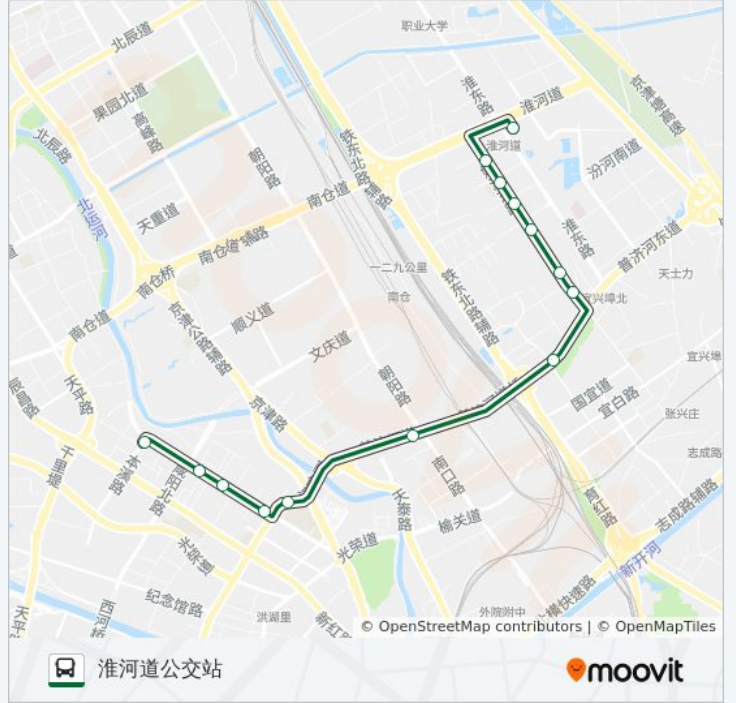 职业大学
北辰道
果园北道
高峰路
北辰路
朝阳路
铁东北路辅路
淮东路
淮河道
京津塘高速
淮河道
汾河南道
北运河
天重道
南仓道
南仓道辅路
淮东路
普济河东道
天士力
一二九公里
南仓
铁东北路辅路
宜兴埠北
南仓桥
南仓道
京津公路辅路
顺义道
文庆道
朝阳路
宜兴埠
国宜道
宜白路
张兴庄
辰昌路
天平路
京津路
千里堤
本溪路
咸阳北路
南口路
天泰路
榆关道
志成路
育红路
志成路辅路
新开河
光荣道
光荣道
纪念馆路
西河桥
洪湖里
新红路
外院附中
天平路
© OpenStreetMap contributors | © OpenMapTiles
淮河道公交站
moovit